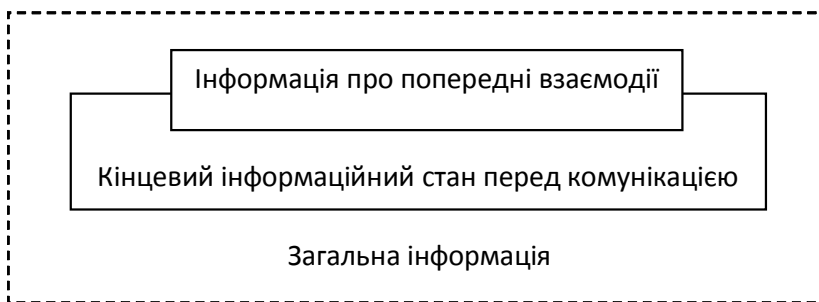 Інформація про попередні взаємодії
Кінцевий інформаційний стан перед комунікацією
Загальна інформація